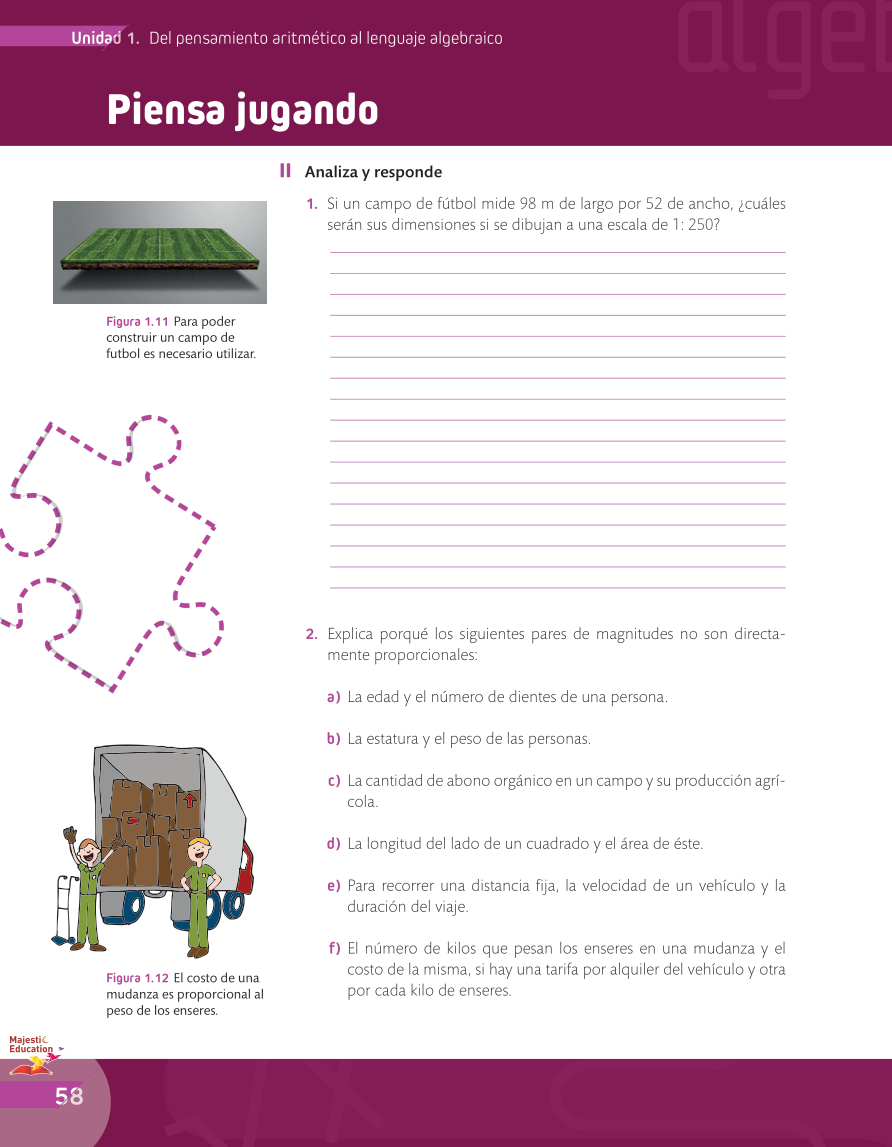 Unidad 1. Del pensamiento aritmético al lenguaje algebraico
algeb
Piensa jugando
II Analiza y responde
1. Si un campo de fútbol mide 98 m de largo por 52 de ancho, ¿cuáles
serán sus dimensiones si se dibujan a una escala de 1: 250?
Figura 1.11 Para poder
construir un campo de
futbol es necesario utilizar.
2. Explica porqué los siguientes pares de magnitudes no son directa-
mente proporcionales:
a) La edad y el número de dientes de una persona.
b) La estatura y el peso de las personas.
c) La cantidad de abono orgánico en un campo y su producción agrí-
cola.
d) La longitud del lado de un cuadrado y el área de éste.
e) Para recorrer una distancia fija, la velocidad de un vehículo y la
duración del viaje.
f) El número de kilos que pesan los enseres en una mudanza y el
costo de la misma, si hay una tarifa por alquiler del vehículo y otra
por cada kilo de enseres.
Figura 1.12 El costo de una
mudanza es proporcional al
peso de los enseres.
Majestic
Education
58